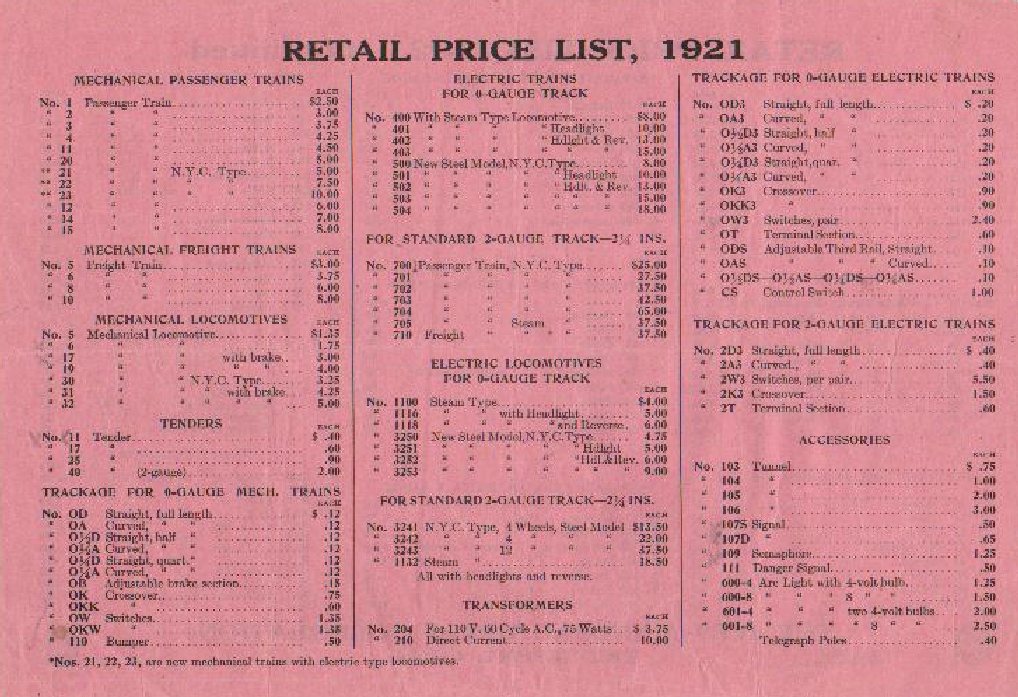 RETAIL PRICE LIST, 1921
MECHANICAL PASSENGER TRAINS
EACH
No. 1 Passenger Train $2.50
" 2 " " 3.00
" 3 " " 3.75
" 4 " " 4.25
" 11 " " 4.50
" 20 " " 5.00
** 21 " " N.Y.C. Type 5.00
** 22 " " " " 7.50
** 23 " " " " 10.00
" 12 " " 6.00
" 14 " " 7.00
" 15 " " 8.00
MECHANICAL FREIGHT TRAINS
EACH
No. 5 Freight Train $3.00
" 6 " " 3.75
" 8 " " 6.00
" 10 " " 8.00
MECHANICAL LOCOMOTIVES
EACH
No. 5 Mechanical Locomotive $1.35
" 6 " " 1.75
" 17 " " with brake 3.00
" 19 " " " 4.00
" 30 " " N.Y.C. Type 3.25
" 31 " " " with brake 4.25
" 32 " " " " " 5.00
TENDERS
EACH
No. 11 Tender $ .40
" 17 " .60
" 25 " .90
" 40 " (2-gauge) 2.00
TRACKAGE FOR 0-GAUGE MECH. TRAINS
EACH
No. OD Straight, full length $ .12
" OA Curved, " " .12
" O½D Straight, half " .12
" O½A Curved, " " .12
" O¼D Straight, quart. " .12
" O¼A Curved, " " .12
" OB Adjustable brake section .15
" OK Crossover .75
" OKK " .60
" OW Switches 1.35
" OKW " 1.35
" 110 Bumper .50
*Nos. 21, 22, 23, are new mechanical trains with electric type locomotives.
ELECTRIC TRAINS
FOR 0-GAUGE TRACK
EACH
No. 400 With Steam Type Locomotive $8.00
" 401 " " " " Headlight 10.00
" 402 " " " " Hdlight & Rev. 13.00
" 403 " " " " 15.00
" 500 New Steel Model, N.Y.C. Type 8.00
" 501 " " " " " Headlight 10.00
" 502 " " " " " Hdlt. & Rev. 13.00
" 503 " " " " " " " 15.00
" 504 " " " " " " " 18.00
FOR STANDARD 2-GAUGE TRACK—2¼ INS.
EACH
No. 700 Passenger Train, N.Y.C. Type $25.00
" 701 " " " " 27.50
" 702 " " " " 37.50
" 703 " " " " 42.50
" 704 " " " " 65.00
" 705 " " Steam " 37.50
" 710 Freight " " " " 37.50
ELECTRIC LOCOMOTIVES
FOR 0-GAUGE TRACK
EACH
No. 1100 Steam Type $4.00
" 1116 " " with Headlight 5.00
" 1118 " " " and Reverse. 6.00
" 3250 New Steel Model, N.Y.C. Type 4.75
" 3251 " " " " " Hdlight 5.00
" 3252 " " " " " Hdl.&Rev. 6.00
" 3253 " " " " " " " 9.00
FOR STANDARD 2-GAUGE TRACK—2¼ INS.
EACH
No. 3241 N.Y.C. Type, 4 Wheels, Steel Model $13.50
" 3242 " " 4 " " " 22.00
" 3243 " " 12 " " " 37.50
" 1132 Steam " 18.50
All with headlights and reverse.
TRANSFORMERS
EACH
No. 204 For 110 V. 60 Cycle A.C., 75 Watts $ 3.75
" 210 Direct Current 10.00
TRACKAGE FOR 0-GAUGE ELECTRIC TRAINS
EACH
No. OD3 Straight, full length $ .20
" OA3 Curved, " " .20
" O½D3 Straight, half " .20
" O½A3 Curved, " " .20
" O¼D3 Straight, quar. " .20
" O¼A3 Curved, " " .20
" OK3 Crossover .90
" OKK3 " .90
" OW3 Switches, pair 2.40
" OT Terminal Section .60
" ODS Adjustable Third Rail, Straight .10
" OAS " " " Curved .10
" O½DS—O½AS—O¼DS—O¼AS .10
" CS Control Switch 1.00
TRACKAGE FOR 2-GAUGE ELECTRIC TRAINS
EACH
No. 2D3 Straight, full length $ .40
" 2A3 Curved, " " .40
" 2W3 Switches, per pair 5.50
" 2K3 Crossover 1.50
" 2T Terminal Section .60
ACCESSORIES
EACH
No. 103 Tunnel $ .75
" 104 " 1.00
" 105 " 2.00
" 106 " 3.00
" 107S Signal .50
" 107D " .65
" 109 Semaphore 1.25
" 111 Danger Signal .50
" 600-4 Arc Light with 4-volt bulb 1.25
" 600-8 " " " 8 " " 1.50
" 601-4 " " " two 4-volt bulbs 2.00
" 601-8 " " " " 8 " " 2.50
Telegraph Poles .40